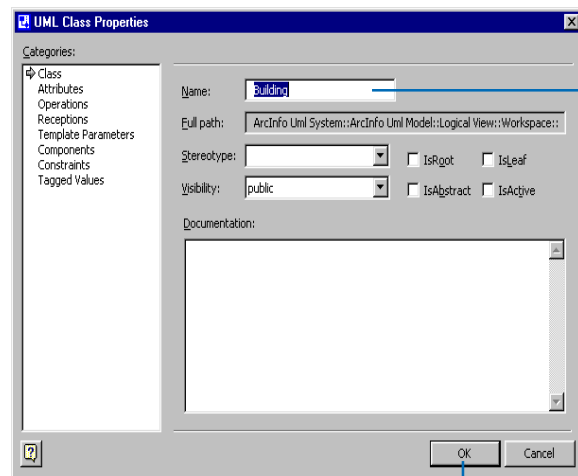 UML Class Properties
Categories:
Class
Attributes
Operations
Receptions
Template Parameters
Components
Constraints
Tagged Values
Name: Building
Full path: ArcInfo Uml System::ArcInfo Uml Model::Logical View::Workspace::
Stereotype: IsRoot IsLeaf
Visibility: public IsAbstract IsActive
Documentation:
OK Cancel